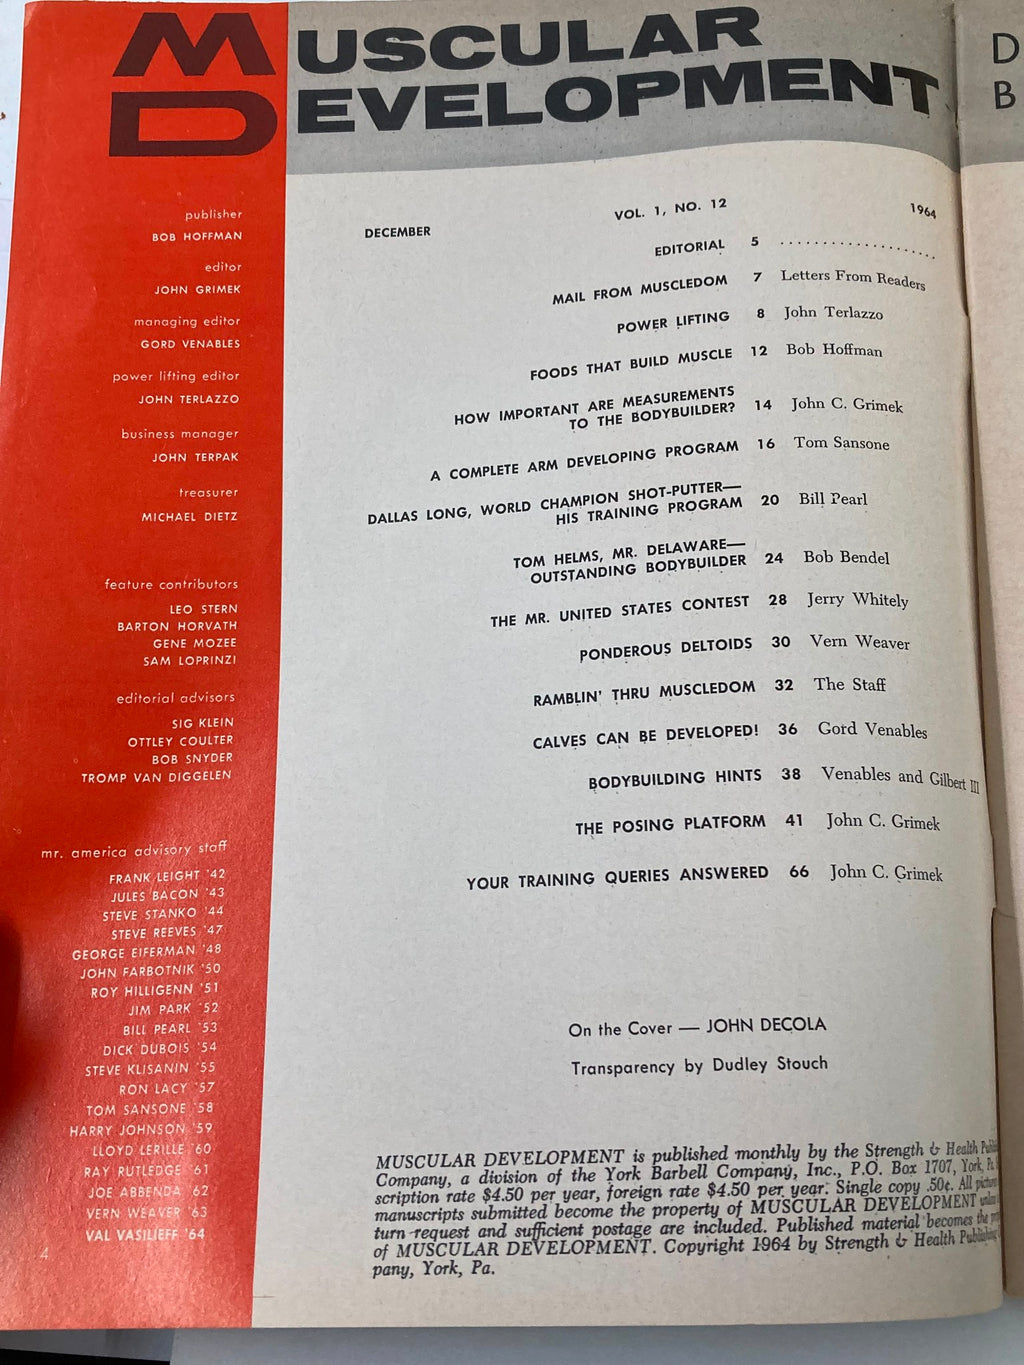 MUSCULAR
DEVELOPMENT
publisher
BOB HOFFMAN
editor
JOHN GRIMEK
managing editor
GORD VENABLES
power lifting editor
JOHN TERLAZZO
business manager
JOHN TERPAK
treasurer
MICHAEL DIETZ
feature contributors
LEO STERN
BARTON HORVATH
GENE MOZEE
SAM LOPRINZI
editorial advisors
SIG KLEIN
OTTLEY COULTER
BOB SNYDER
TROMP VAN DIGGELEN
mr. america advisory staff
FRANK LEIGHT '42
JULES BACON '43
STEVE STANKO '44
STEVE REEVES '47
GEORGE EIFERMAN '48
JOHN FARBOTNIK '50
ROY HILLIGENN '51
JIM PARK '52
BILL PEARL '53
DICK DUBOIS '54
STEVE KLISANIN '55
RON LACY '57
TOM SANSONE '58
HARRY JOHNSON '59
LLOYD LERILLE '60
RAY RUTLEDGE '61
JOE ABBENDA '62
VERN WEAVER '63
VAL VASILIEFF '64
4
DECEMBER VOL. 1, NO. 12 1964
EDITORIAL 5 ....................
MAIL FROM MUSCLEDOM 7 Letters From Readers
POWER LIFTING 8 John Terlazzo
FOODS THAT BUILD MUSCLE 12 Bob Hoffman
HOW IMPORTANT ARE MEASUREMENTS
TO THE BODYBUILDER? 14 John C. Grimek
A COMPLETE ARM DEVELOPING PROGRAM 16 Tom Sansone
DALLAS LONG, WORLD CHAMPION SHOT-PUTTER—
HIS TRAINING PROGRAM 20 Bill Pearl
TOM HELMS, MR. DELAWARE—
OUTSTANDING BODYBUILDER 24 Bob Bendel
THE MR. UNITED STATES CONTEST 28 Jerry Whitely
PONDEROUS DELTOIDS 30 Vern Weaver
RAMBLIN' THRU MUSCLEDOM 32 The Staff
CALVES CAN BE DEVELOPED! 36 Gord Venables
BODYBUILDING HINTS 38 Venables and Gilbert III
THE POSING PLATFORM 41 John C. Grimek
YOUR TRAINING QUERIES ANSWERED 66 John C. Grimek
On the Cover — JOHN DECOLA
Transparency by Dudley Stouch
MUSCULAR DEVELOPMENT is published monthly by the Strength & Health
Company, a division of the York Barbell Company, Inc., P.O. Box 1707, York, Pa.
scription rate $4.50 per year, foreign rate $4.50 per year. Single copy .50¢. All
manuscripts submitted become the property of MUSCULAR DEVELOPMENT
turn request and sufficient postage are included. Published material becomes the
of MUSCULAR DEVELOPMENT. Copyright 1964 by Strength & Health
pany, York, Pa.
D
B